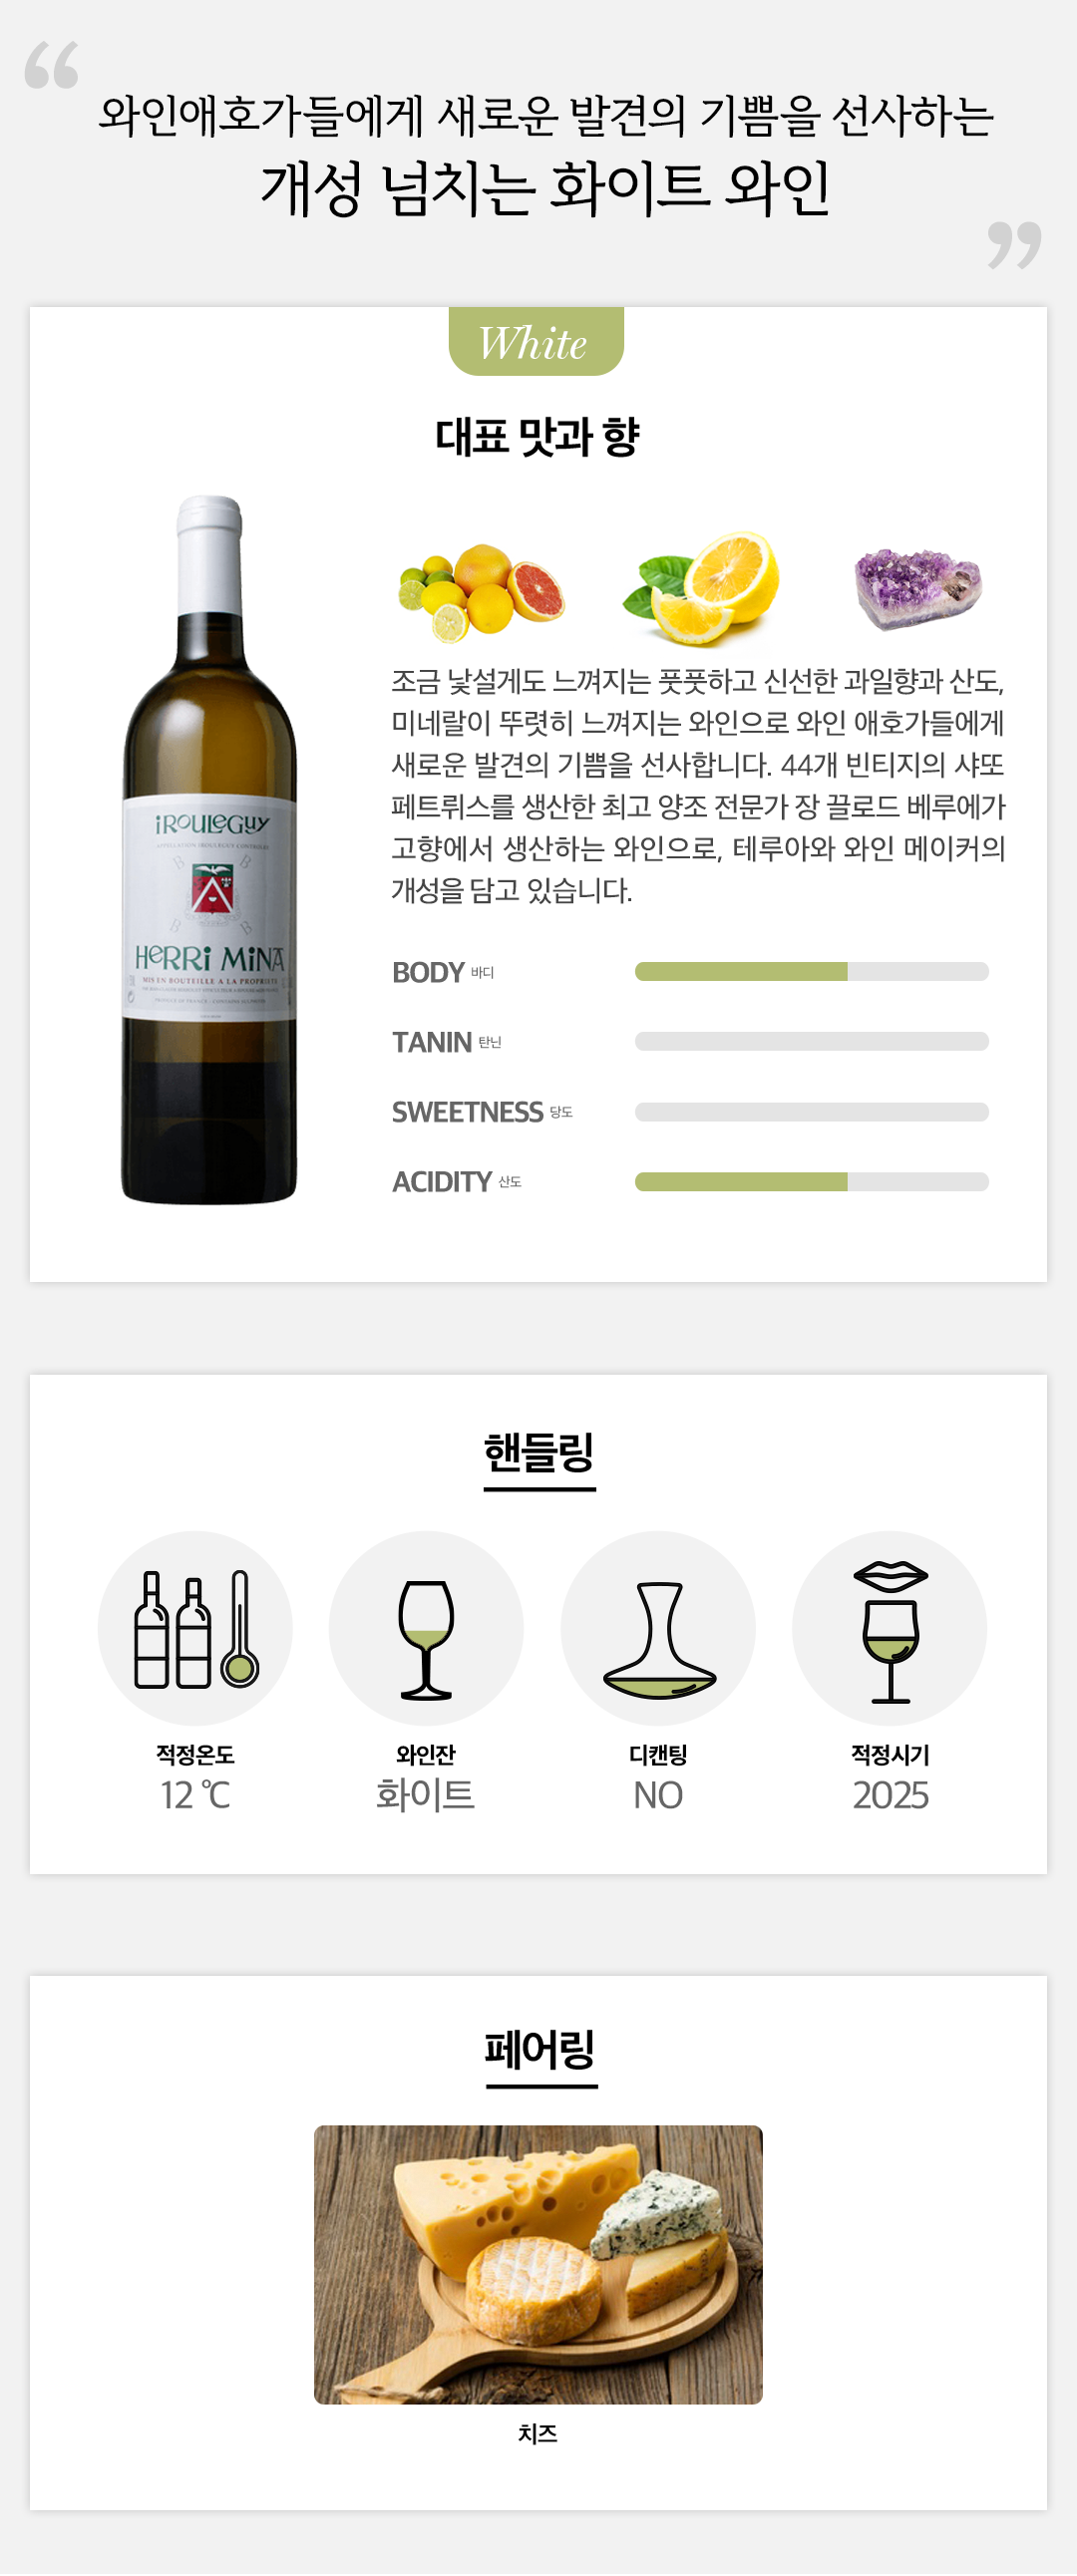 “
와인애호가들에게 새로운 발견의 기쁨을 선사하는
개성 넘치는 화이트 와인
”
White
대표 맛과 향
조금 낯설게도 느껴지는 풋풋하고 신선한 과일향과 산도,
미네랄이 뚜렷히 느껴지는 와인으로 와인 애호가들에게
새로운 발견의 기쁨을 선사합니다. 44개 빈티지의 샤또
페트뤼스를 생산한 최고 양조 전문가 장 끌로드 베루에가
고향에서 생산하는 와인으로, 테루아와 와인 메이커의
개성을 담고 있습니다.
IROULEGUY
APPELLATION IROULEGUY CONTROLEE
B B
B B
HERRI MINA
MIS EN BOUTEILLE A LA PROPRIETE
BODY 바디
TANIN 탄닌
SWEETNESS 당도
ACIDITY 산도
핸들링
적정온도
12 ℃
와인잔
화이트
디캔팅
NO
적정시기
2025
페어링
치즈